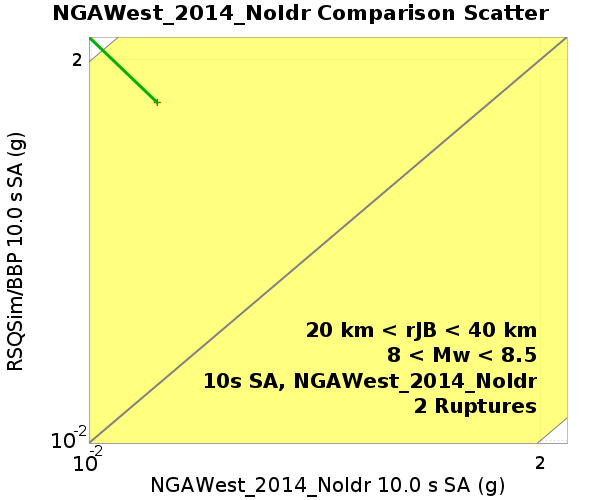 NGAWest_2014_NoIdr Comparison Scatter
2
RSQSim/BBP 10.0 s SA (g)
20 km < rJB < 40 km
8 < Mw < 8.5
10s SA, NGAWest_2014_NoIdr
2 Ruptures
10-2
10-2
2
NGAWest_2014_NoIdr 10.0 s SA (g)